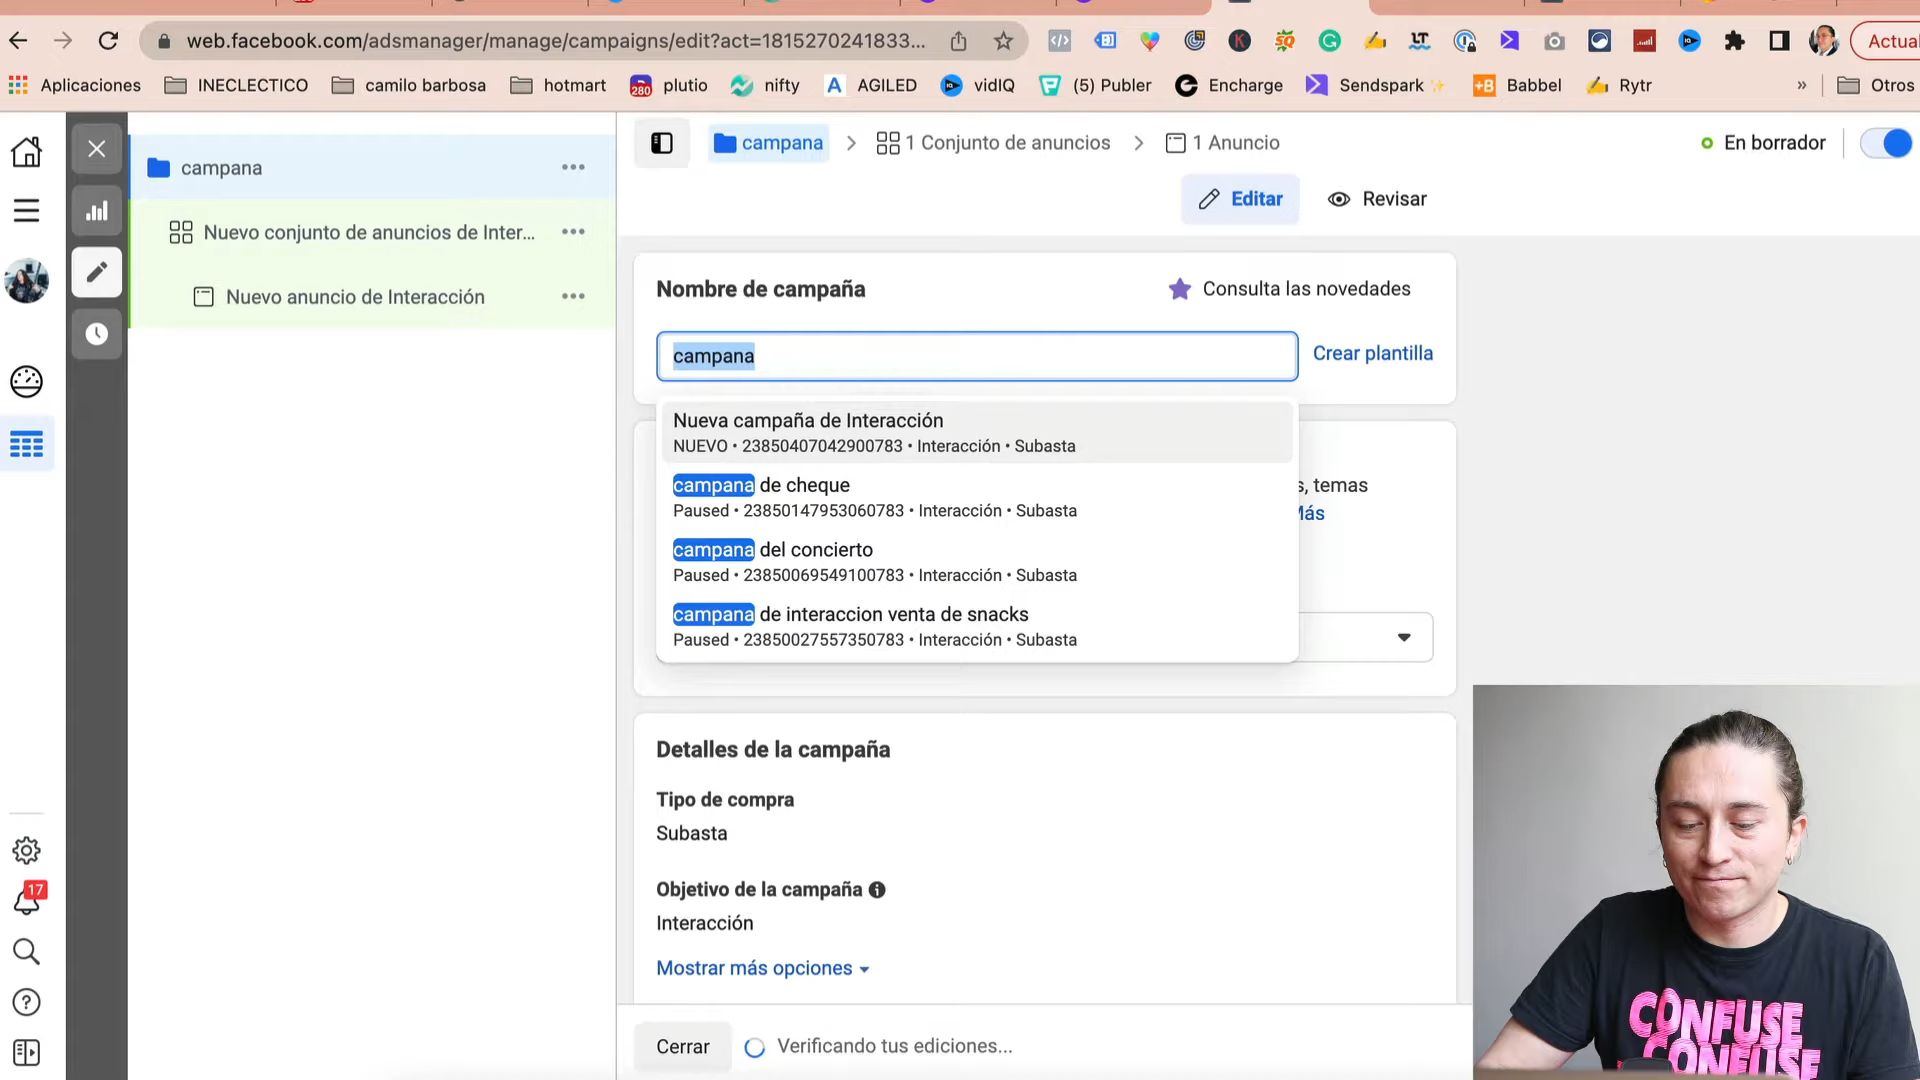 web.facebook.com/adsmanager/manage/campaigns/edit?act=1815270241833...
Actual
Aplicaciones INECLECTICO camilo barbosa hotmart 280 plutio nifty A AGILED vidIQ (5) Publer Encharge Sendspark +B Babbel Rytr » Otros
campana
Nuevo conjunto de anuncios de Inter...
Nuevo anuncio de Interacción
campana 1 Conjunto de anuncios 1 Anuncio
En borrador
Editar Revisar
Nombre de campaña
Consulta las novedades
campana
Crear plantilla
Nueva campaña de Interacción
NUEVO • 23850407042900783 • Interacción • Subasta
campana de cheque
Paused • 23850147953060783 • Interacción • Subasta
campana del concierto
Paused • 23850069549100783 • Interacción • Subasta
campana de interaccion venta de snacks
Paused • 23850027557350783 • Interacción • Subasta
s, temas
Más
Detalles de la campaña
Tipo de compra
Subasta
Objetivo de la campaña
Interacción
Mostrar más opciones
17
Cerrar Verificando tus ediciones...
CONFUSE
CONFUSE